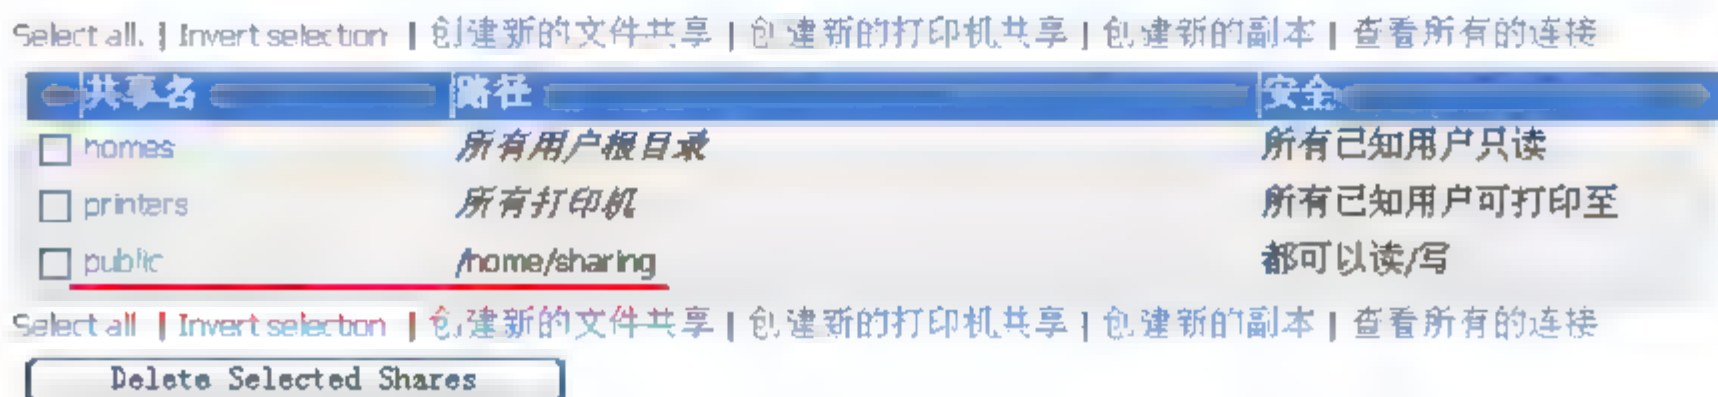 Select all. | Invert selection | 创建新的文件共享 | 创建新的打印机共享 | 创建新的副本 | 查看所有的连接
共享名 路径 安全
homes 所有用户根目录 所有已知用户只读
printers 所有打印机 所有已知用户可打印至
public /home/sharing 都可以读/写
Select all | Invert selection | 创建新的文件共享 | 创建新的打印机共享 | 创建新的副本 | 查看所有的连接
Delete Selected Shares